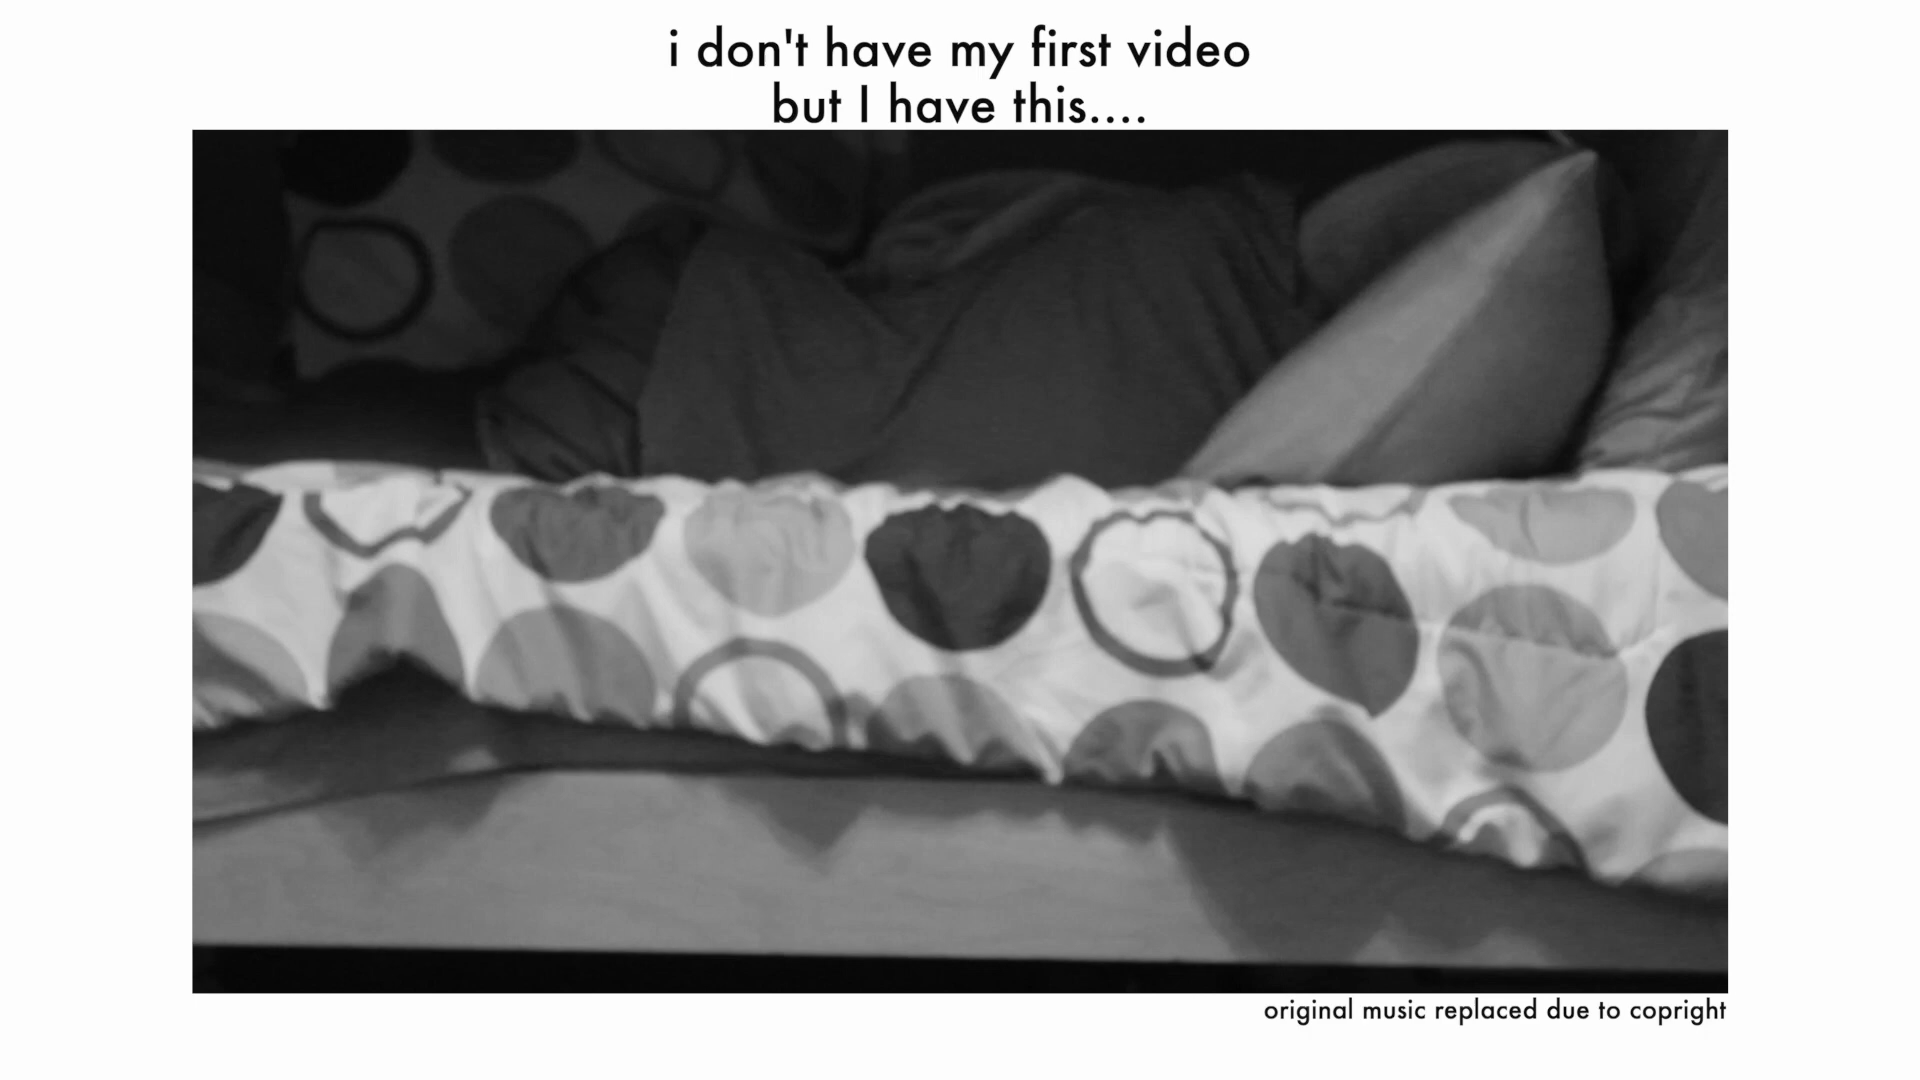 i don't have my first video
but I have this....
original music replaced due to copright